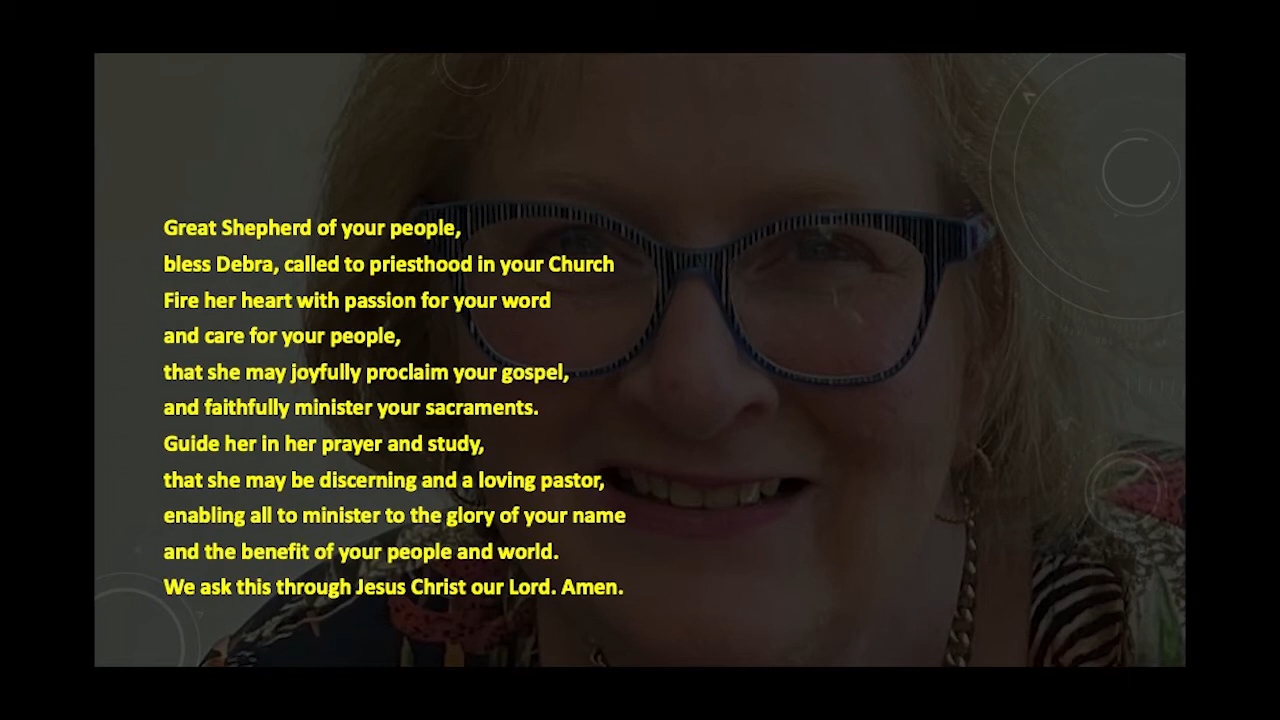 Great Shepherd of your people,
bless Debra, called to priesthood in your Church
Fire her heart with passion for your word
and care for your people,
that she may joyfully proclaim your gospel,
and faithfully minister your sacraments.
Guide her in her prayer and study,
that she may be discerning and a loving pastor,
enabling all to minister to the glory of your name
and the benefit of your people and world.
We ask this through Jesus Christ our Lord. Amen.